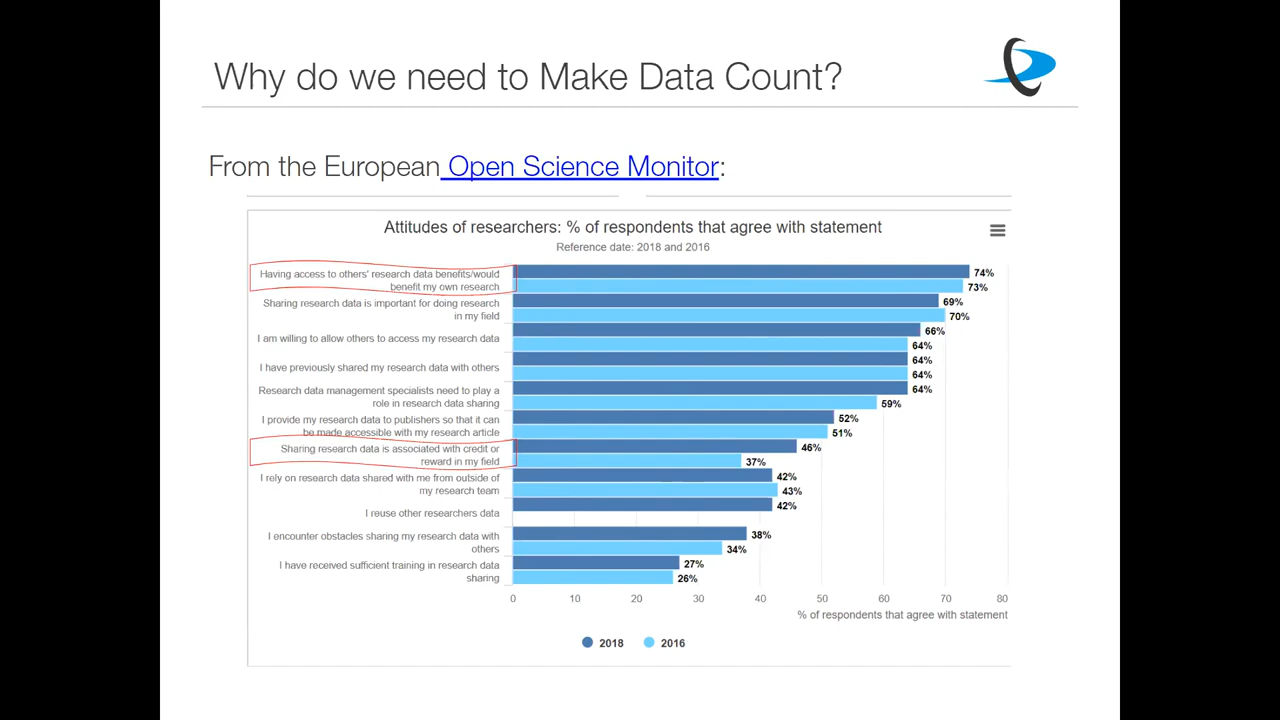 Why do we need to Make Data Count?
From the European Open Science Monitor:
Attitudes of researchers: % of respondents that agree with statement
Reference date: 2018 and 2016
Having access to others' research data benefits/would
benefit my own research
74%
73%
Sharing research data is important for doing research
in my field
69%
70%
I am willing to allow others to access my research data
66%
64%
I have previously shared my research data with others
64%
64%
Research data management specialists need to play a
role in research data sharing
64%
59%
I provide my research data to publishers so that it can
be made accessible with my research article
52%
51%
Sharing research data is associated with credit or
reward in my field
46%
37%
I rely on research data shared with me from outside of
my research team
42%
43%
I reuse other researchers data
42%
I encounter obstacles sharing my research data with
others
38%
34%
I have received sufficient training in research data
sharing
27%
26%
0 10 20 30 40 50 60 70 80
% of respondents that agree with statement
2018 2016